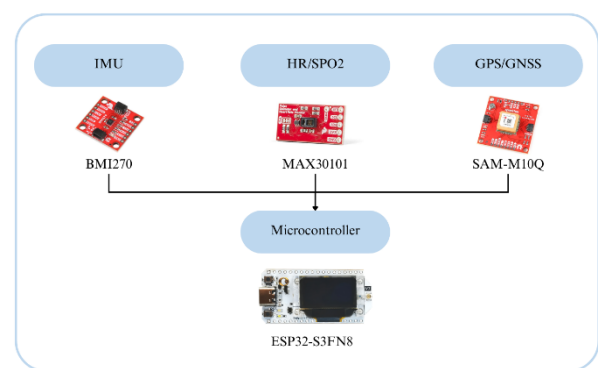 IMU
HR/SPO2
GPS/GNSS
BMI270
MAX30101
SAM-M10Q
Microcontroller
ESP32-S3FN8